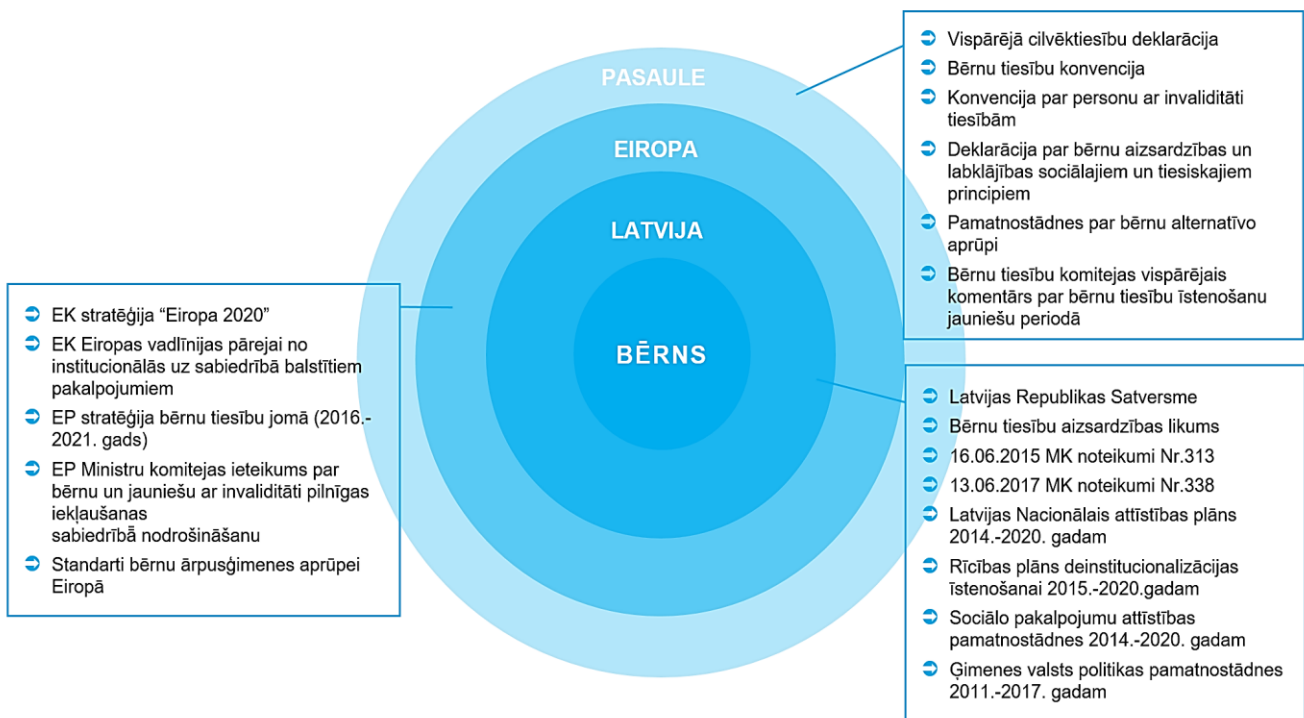 PASAULE
EIROPA
LATVIJA
BĒRNS
Vispārējā cilvēktiesību deklarācija
Bērnu tiesību konvencija
Konvencija par personu ar invaliditāti
tiesībām
Deklarācija par bērnu aizsardzības un
labklājības sociālajiem un tiesiskajiem
principiem
Pamatnostādnes par bērnu alternatīvo
aprūpi
Bērnu tiesību komitejas vispārējais
komentārs par bērnu tiesību īstenošanu
jauniešu periodā
EK stratēģija “Eiropa 2020”
EK Eiropas vadlīnijas pārejai no
institucionālās uz sabiedrībā balstītiem
pakalpojumiem
EP stratēģija bērnu tiesību jomā (2016.-
2021. gads)
EP Ministru komitejas ieteikums par
bērnu un jauniešu ar invaliditāti pilnīgas
iekļaušanas
sabiedrībā nodrošināšanu
Standarti bērnu ārpusģimenes aprūpei
Eiropā
Latvijas Republikas Satversme
Bērnu tiesību aizsardzības likums
16.06.2015 MK noteikumi Nr.313
13.06.2017 MK noteikumi Nr.338
Latvijas Nacionālais attīstības plāns
2014.-2020. gadam
Rīcības plāns deinstitucionalizācijas
īstenošanai 2015.-2020.gadam
Sociālo pakalpojumu attīstības
pamatnostādnes 2014.-2020. gadam
Ģimenes valsts politikas pamatnostādnes
2011.-2017. gadam